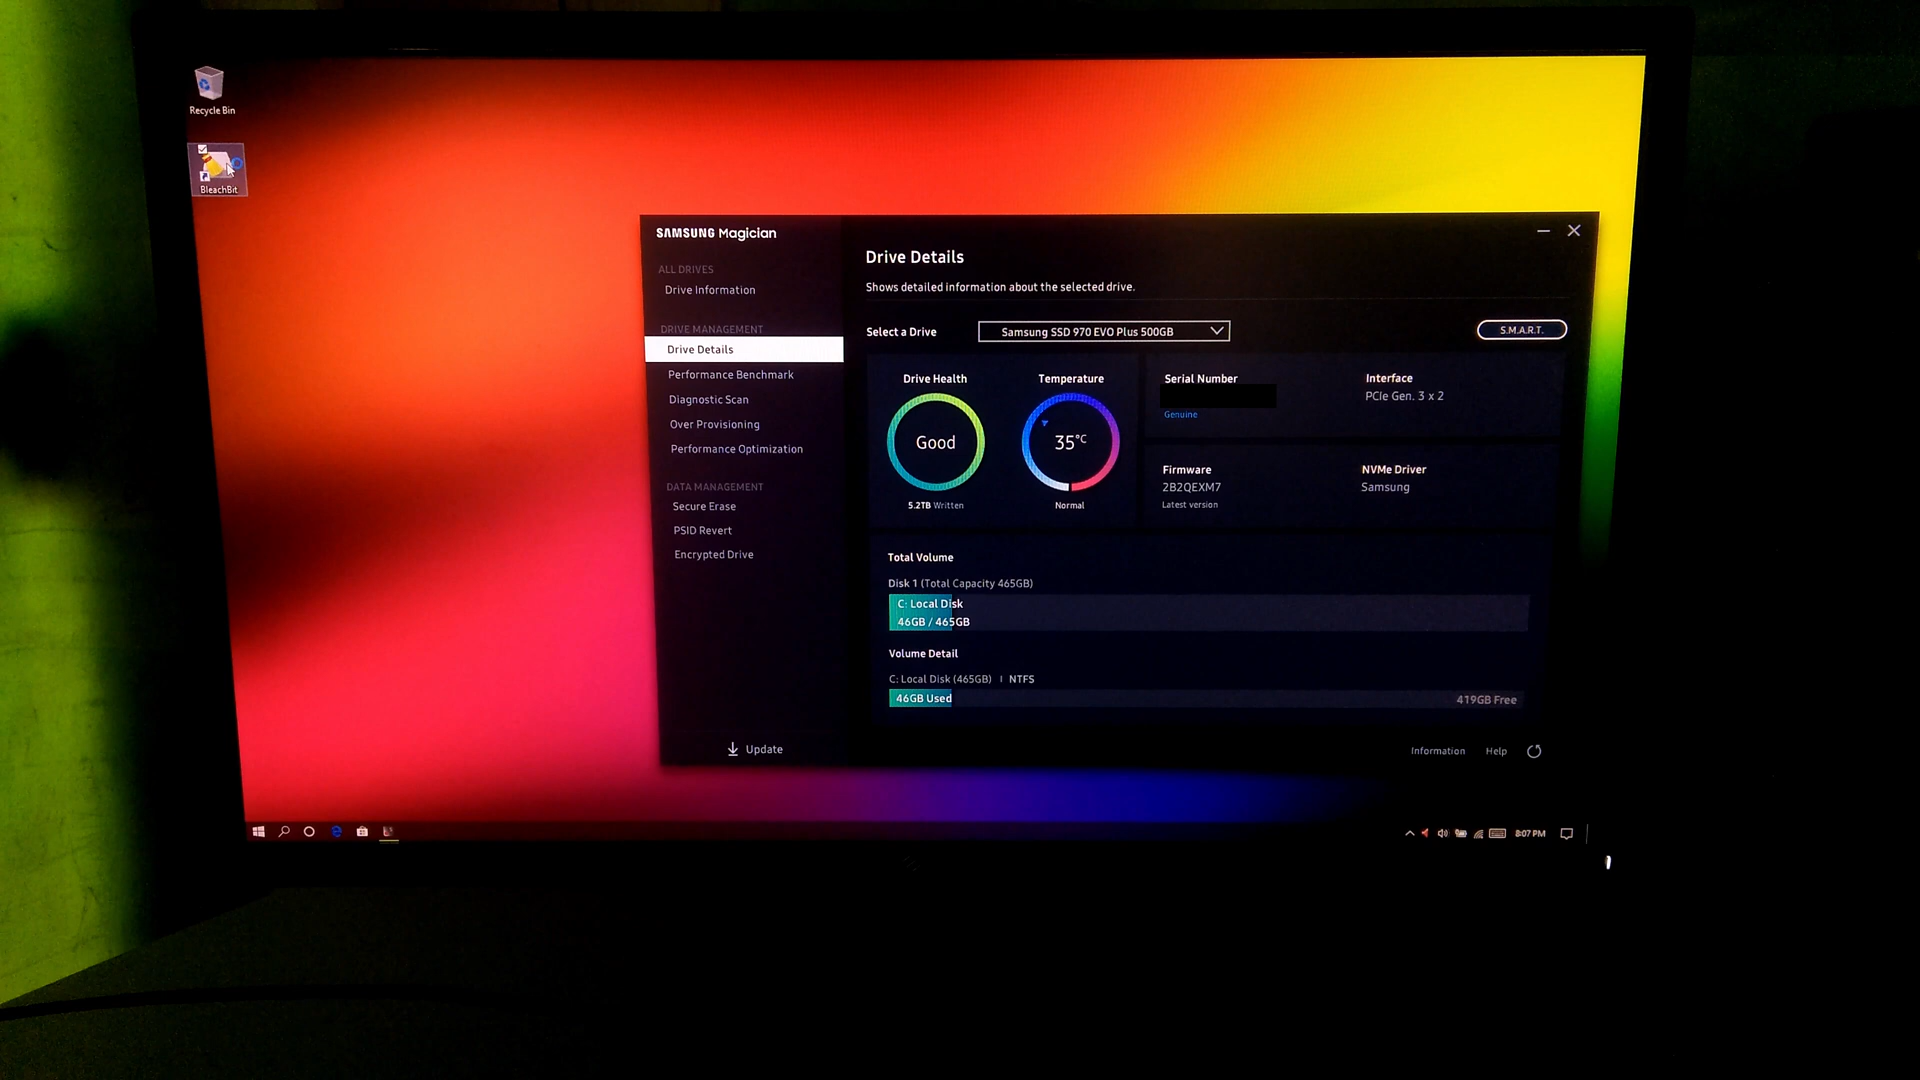 Recycle Bin
BleachBit
SAMSUNG Magician
ALL DRIVES
Drive Information
DRIVE MANAGEMENT
Drive Details
Performance Benchmark
Diagnostic Scan
Over Provisioning
Performance Optimization
DATA MANAGEMENT
Secure Erase
PSID Revert
Encrypted Drive
Update
Drive Details
Shows detailed information about the selected drive.
Select a Drive
Samsung SSD 970 EVO Plus 500GB
S.M.A.R.T.
Drive Health
Good
5.2TB Written
Temperature
35°C
Normal
Serial Number
Genuine
Interface
PCIe Gen. 3 x 2
Firmware
2B2QEXM7
Latest version
NVMe Driver
Samsung
Total Volume
Disk 1 (Total Capacity 465GB)
C: Local Disk
46GB / 465GB
Volume Detail
C: Local Disk (465GB) | NTFS
46GB Used
419GB Free
Information Help
8:07 PM